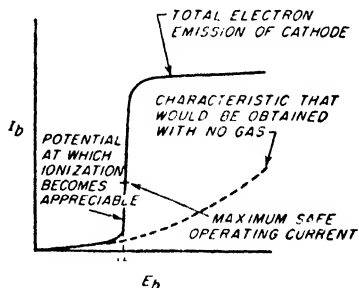 TOTAL ELECTRON
EMISSION OF CATHODE
CHARACTERISTIC THAT
WOULD BE OBTAINED
WITH NO GAS
I_b
POTENTIAL
AT WHICH
IONIZATION
BECOMES
APPRECIABLE
MAXIMUM SAFE
OPERATING CURRENT
E_b